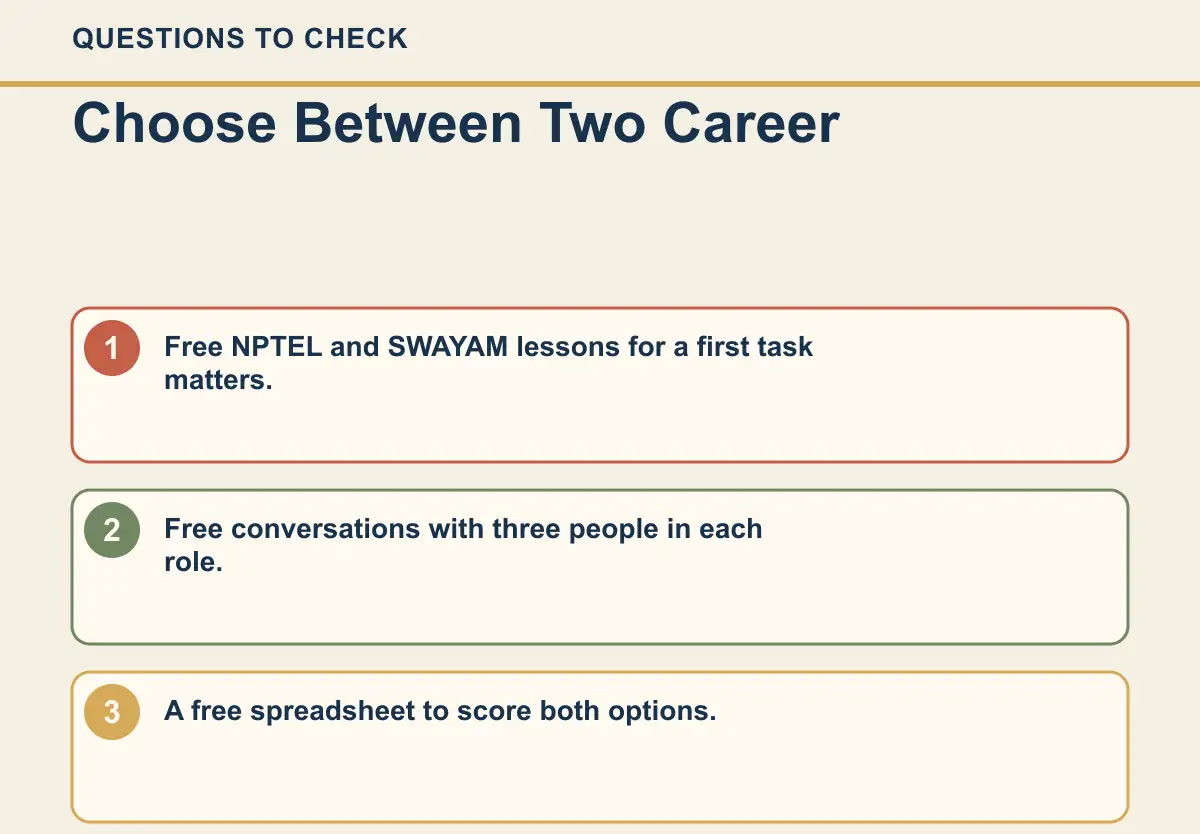 QUESTIONS TO CHECK
Choose Between Two Career
1
Free NPTEL and SWAYAM lessons for a first task
matters.
2
Free conversations with three people in each
role.
3
A free spreadsheet to score both options.